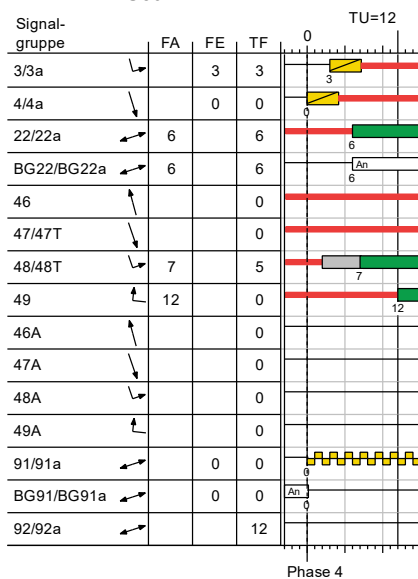 TU=12
Signal-
gruppe FA FE TF 0
3/3a 3 3 3
4/4a 0 0 0
22/22a 6 6 6
BG22/BG22a 6 6 An 6
46 0
47/47T 0
48/48T 7 5 7
49 12 0 12
46A 0
47A 0
48A 0
49A 0
91/91a 0 0 0
BG91/BG91a 0 0 An 0
92/92a 12
Phase 4